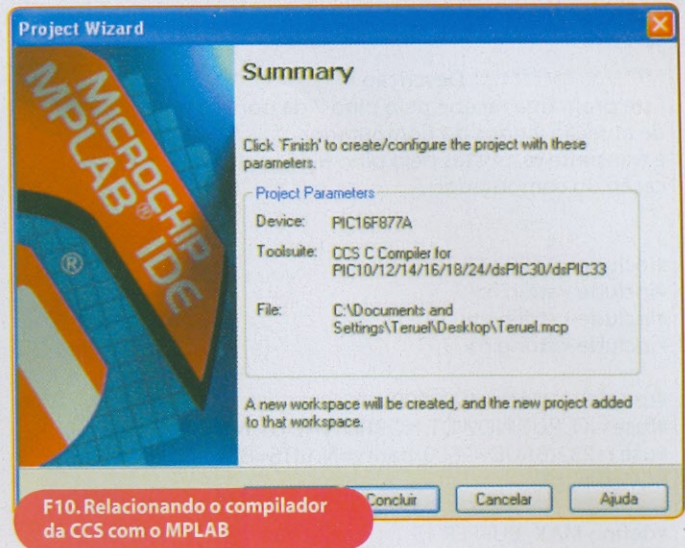 Project Wizard
MICROCHIP
MPLAB® IDE
®
Summary
Click 'Finish' to create/configure the project with these
parameters.
Project Parameters
Device: PIC16F877A
Toolsuite: CCS C Compiler for
PIC10/12/14/16/18/24/dsPIC30/dsPIC33
File: C:\Documents and
Settings\Teruel\Desktop\Teruel.mcp
A new workspace will be created, and the new project added
to that workspace.
Concluir
Cancelar
Ajuda
F10. Relacionando o compilador
da CCS com o MPLAB